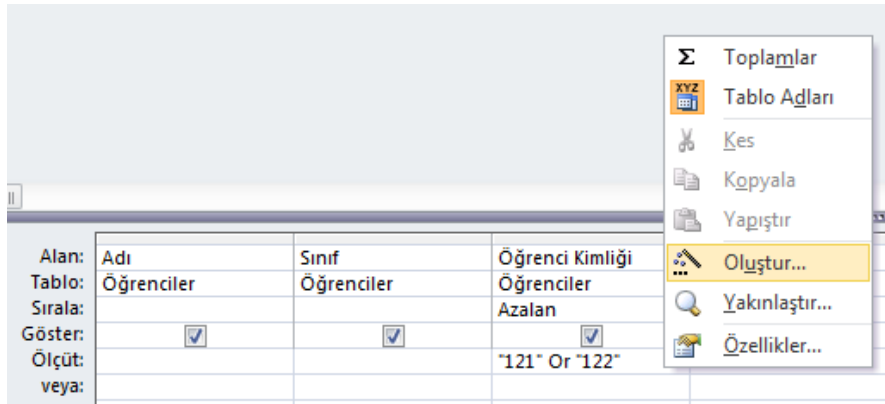 Σ Toplamlar
XYZ Tablo Adları
Kes
Kopyala
Yapıştır
Oluştur...
Yakınlaştır...
Özellikler...
Alan: Adı Sınıf Öğrenci Kimliği
Tablo: Öğrenciler Öğrenciler Öğrenciler
Sırala: Azalan
Göster:
Ölçüt: "121" Or "122"
veya: